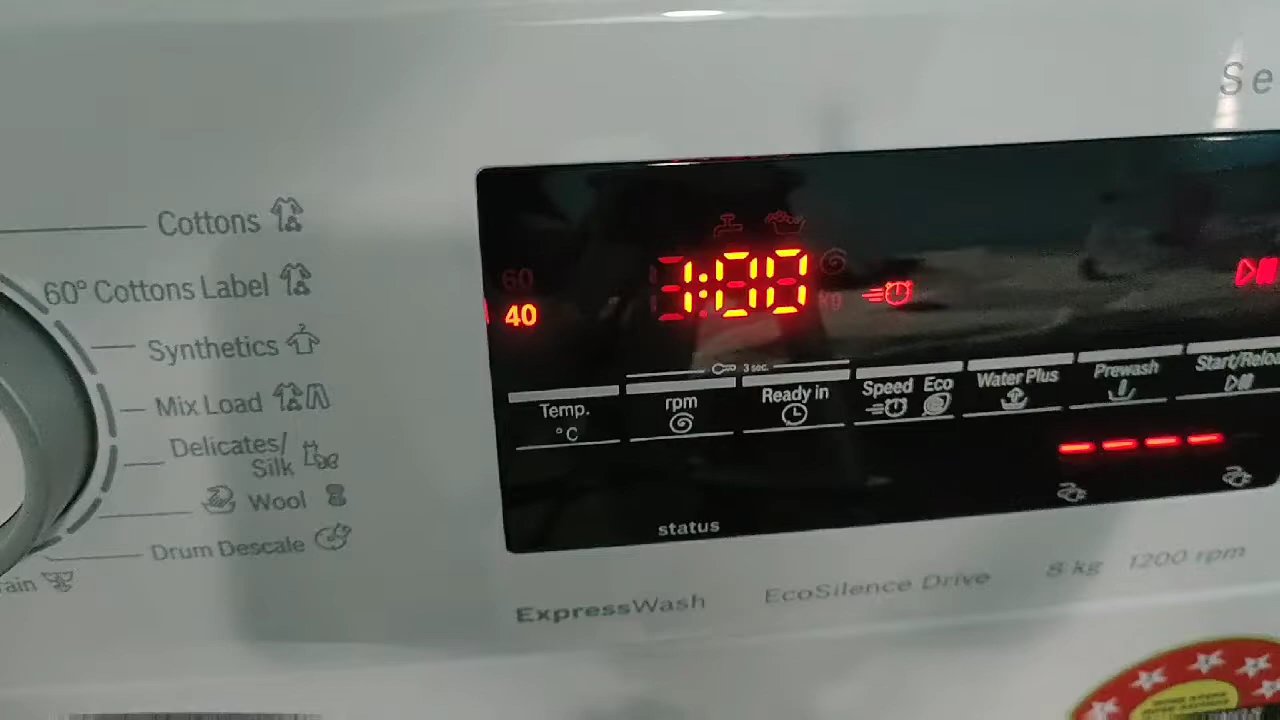 Se
Cottons
60° Cottons Label
Synthetics
Mix Load
Delicates/
Silk
Wool
Drum Descale
ain
60
40
1:00
kg
3 sec.
Temp.
°C
rpm
Ready in
Speed Eco
Water Plus
Prewash
Start/Reloa
status
ExpressWash
EcoSilence Drive
8 kg 1200 rpm